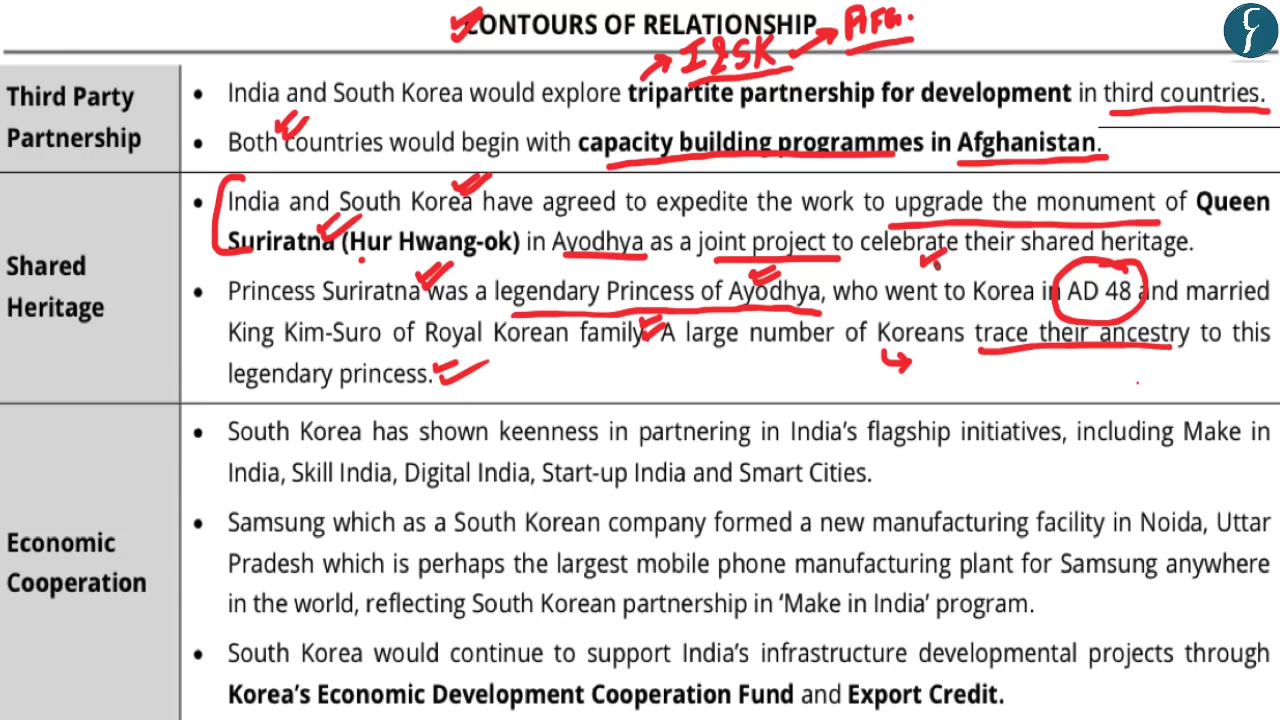 CONTOURS OF RELATIONSHIP
AFG.
I & SK
Third Party
Partnership
• India and South Korea would explore tripartite partnership for development in third countries.
• Both countries would begin with capacity building programmes in Afghanistan.
Shared
Heritage
• India and South Korea have agreed to expedite the work to upgrade the monument of Queen
Suriratna (Hur Hwang-ok) in Ayodhya as a joint project to celebrate their shared heritage.
• Princess Suriratna was a legendary Princess of Ayodhya, who went to Korea in AD 48 and married
King Kim-Suro of Royal Korean family. A large number of Koreans trace their ancestry to this
legendary princess.
Economic
Cooperation
• South Korea has shown keenness in partnering in India’s flagship initiatives, including Make in
India, Skill India, Digital India, Start-up India and Smart Cities.
• Samsung which as a South Korean company formed a new manufacturing facility in Noida, Uttar
Pradesh which is perhaps the largest mobile phone manufacturing plant for Samsung anywhere
in the world, reflecting South Korean partnership in ‘Make in India’ program.
• South Korea would continue to support India’s infrastructure developmental projects through
Korea’s Economic Development Cooperation Fund and Export Credit.